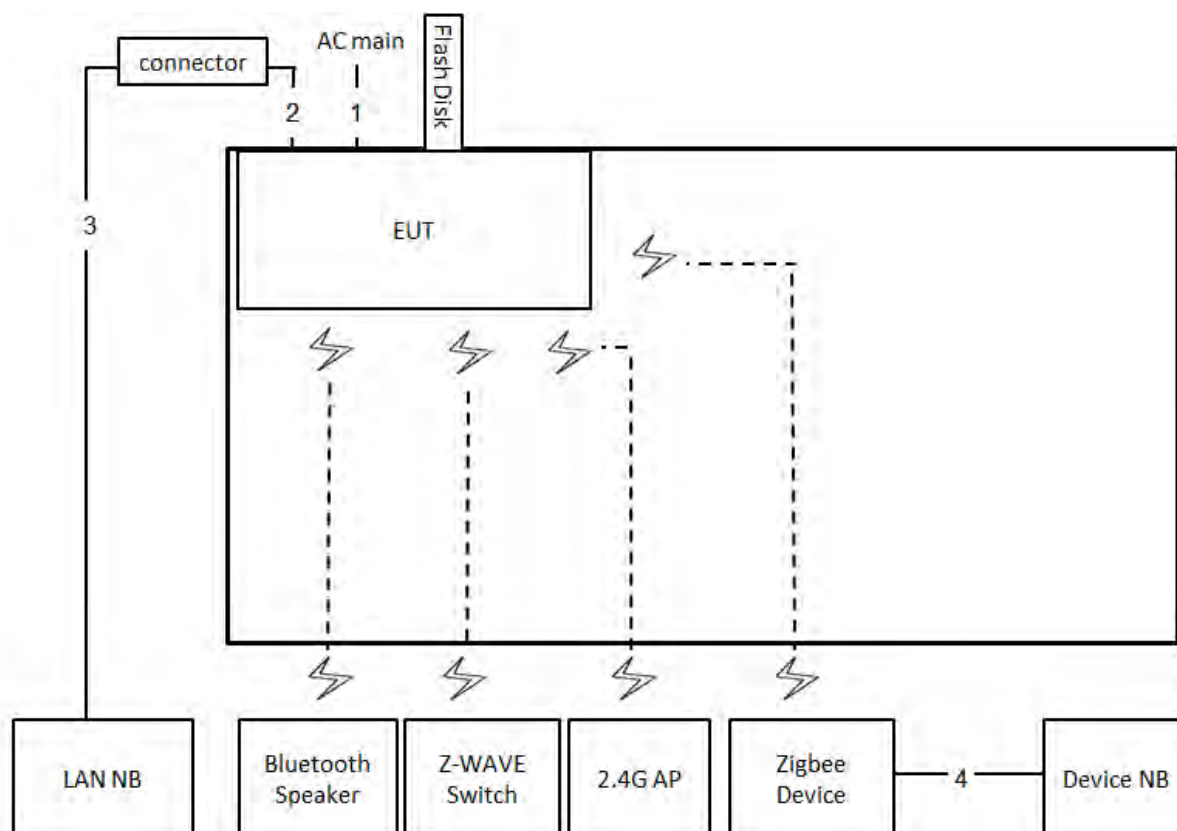 AC main
connector
Flash Disk
2
1
3
EUT
LAN NB
Bluetooth
Speaker
Z-WAVE
Switch
2.4G AP
Zigbee
Device
4
Device NB